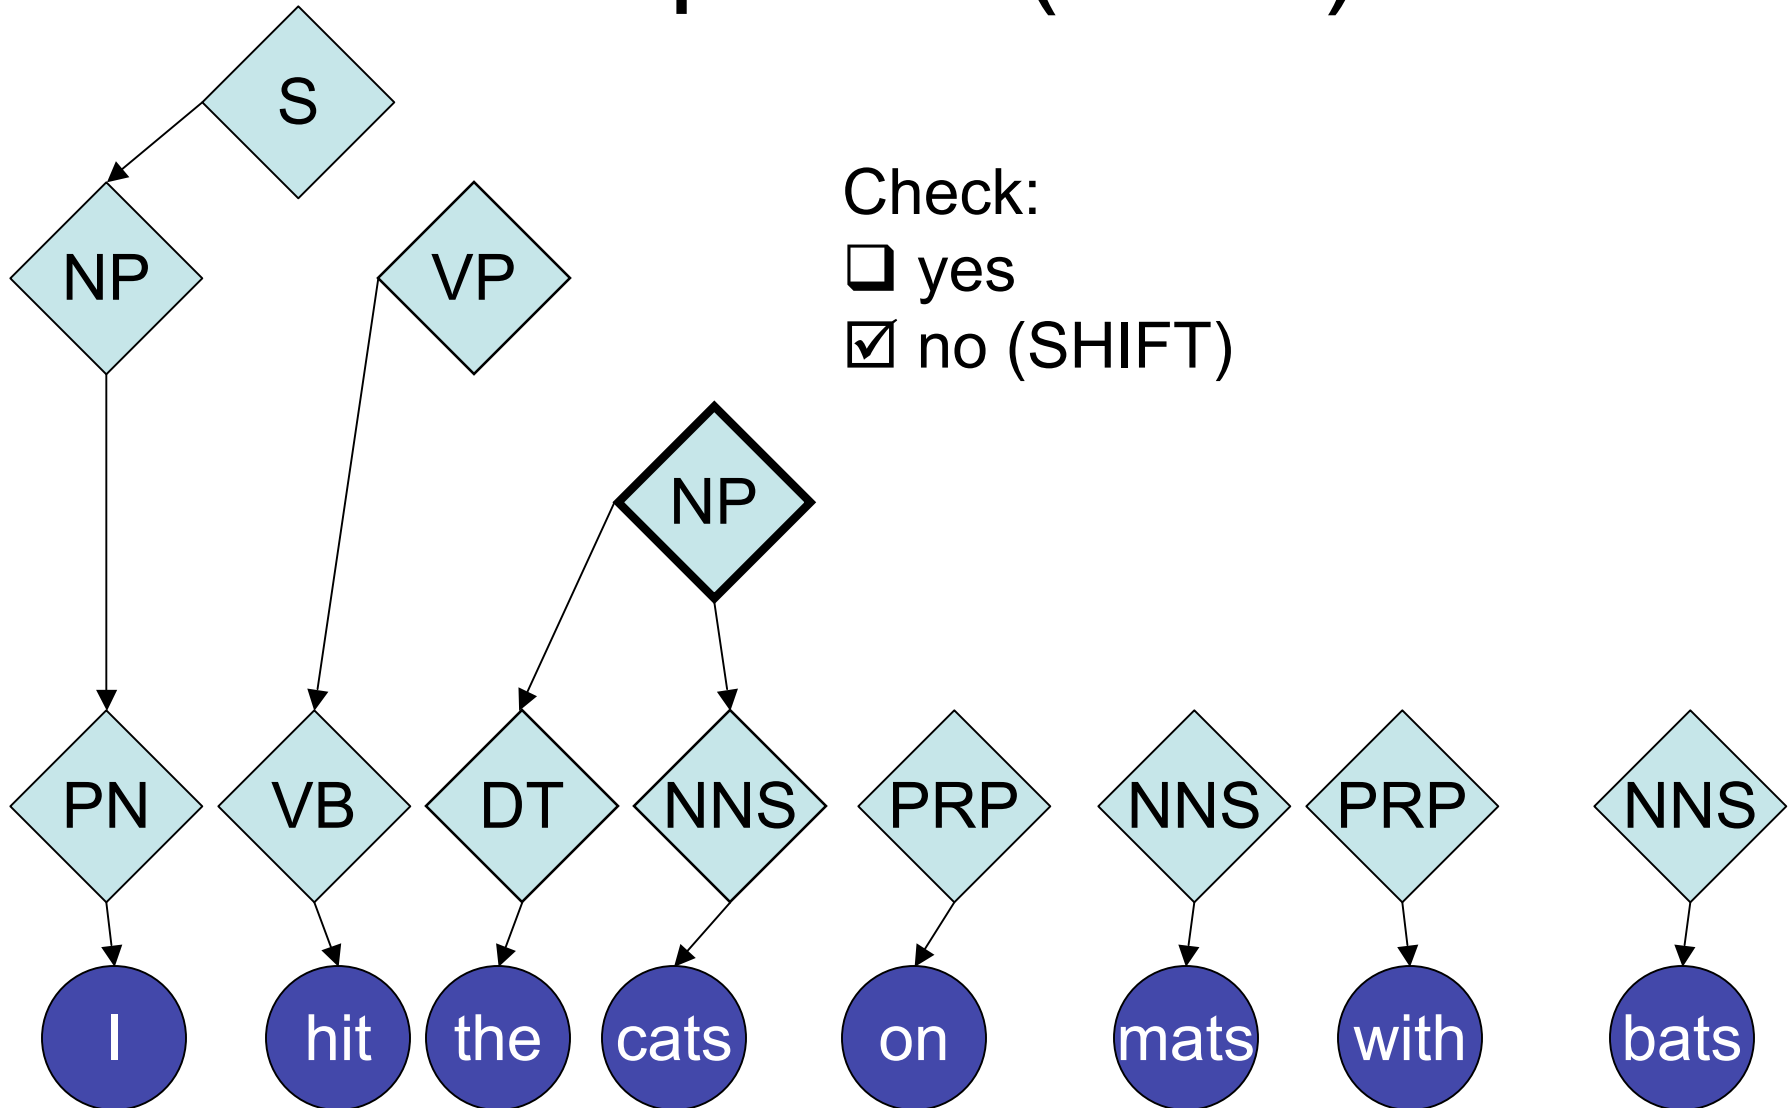 S
Check:
NP VP
yes
no (SHIFT)
NP
PN VB DT NNS PRP NNS PRP NNS
I hit the cats on mats with bats